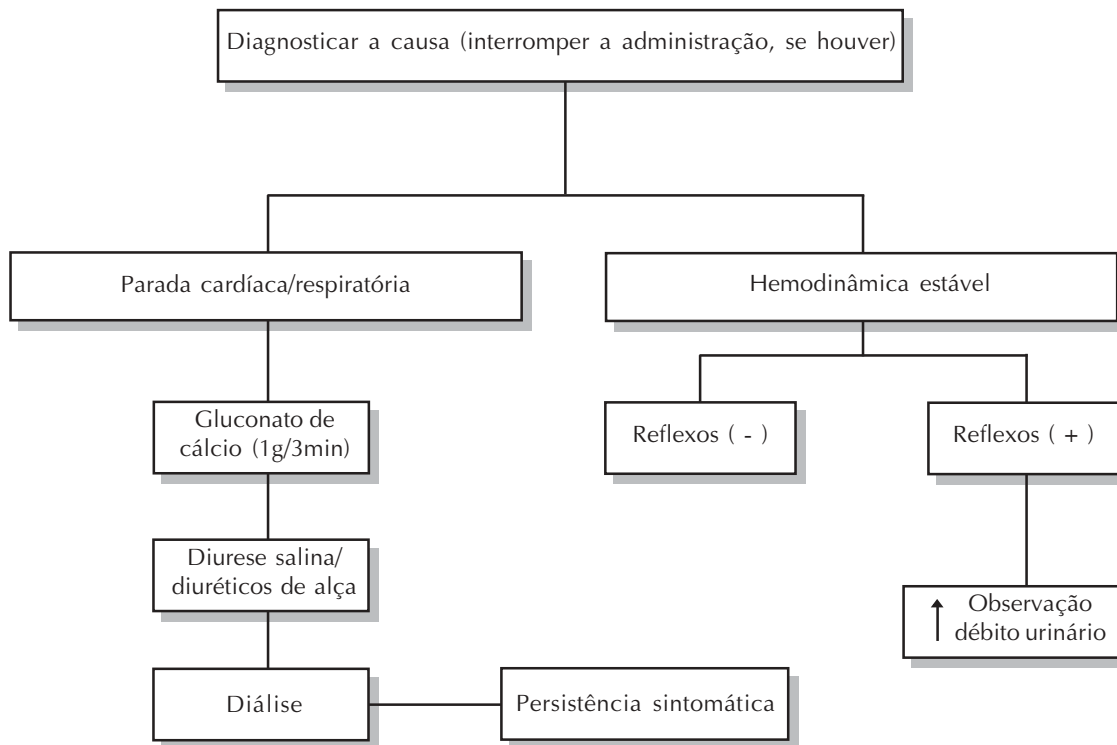 Diagnosticar a causa (interromper a administração, se houver)
Parada cardíaca/respiratória
Hemodinâmica estável
Gluconato de
cálcio (1g/3min)
Reflexos ( - )
Reflexos ( + )
Diurese salina/
diuréticos de alça
↑ Observação
débito urinário
Diálise
Persistência sintomática